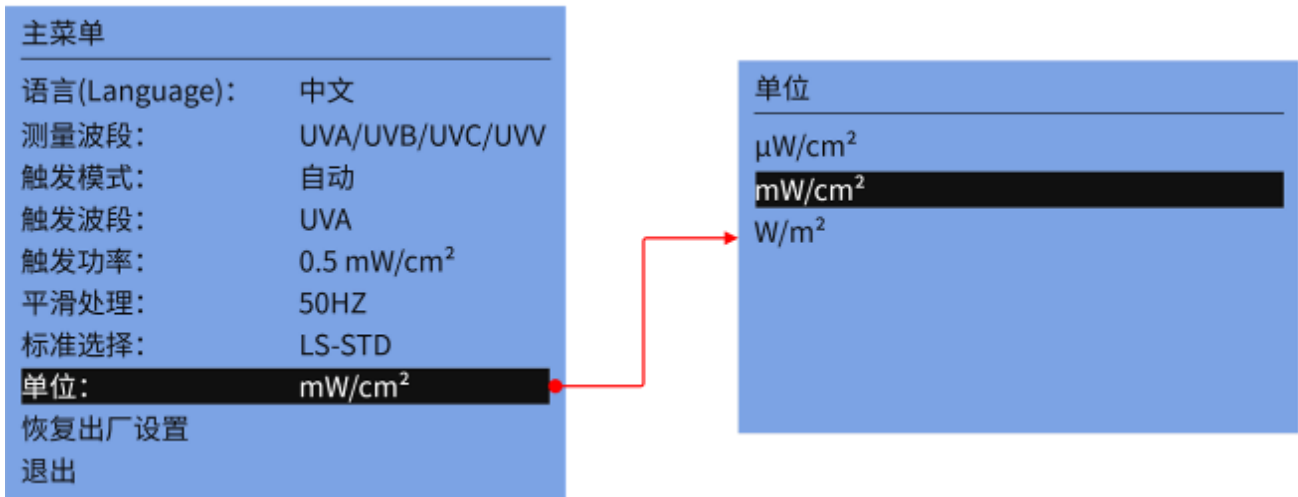 主菜单
语言(Language)： 中文
测量波段： UVA/UVB/UVC/UVV
触发模式： 自动
触发波段： UVA
触发功率： 0.5 mW/cm²
平滑处理： 50HZ
标准选择： LS-STD
单位： mW/cm²
恢复出厂设置
退出
单位
μW/cm²
mW/cm²
W/m²